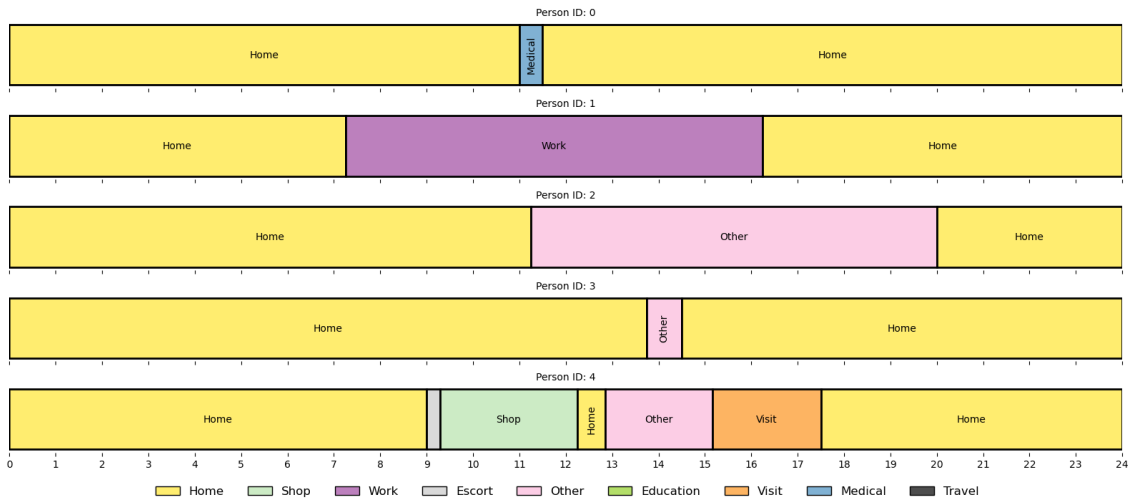 Person ID: 0
Home Medical Home
Person ID: 1
Home Work Home
Person ID: 2
Home Other Home
Person ID: 3
Home Other Home
Person ID: 4
Home Shop Home Other Visit Home
0 1 2 3 4 5 6 7 8 9 10 11 12 13 14 15 16 17 18 19 20 21 22 23 24
Home Shop Work Escort Other Education Visit Medical Travel